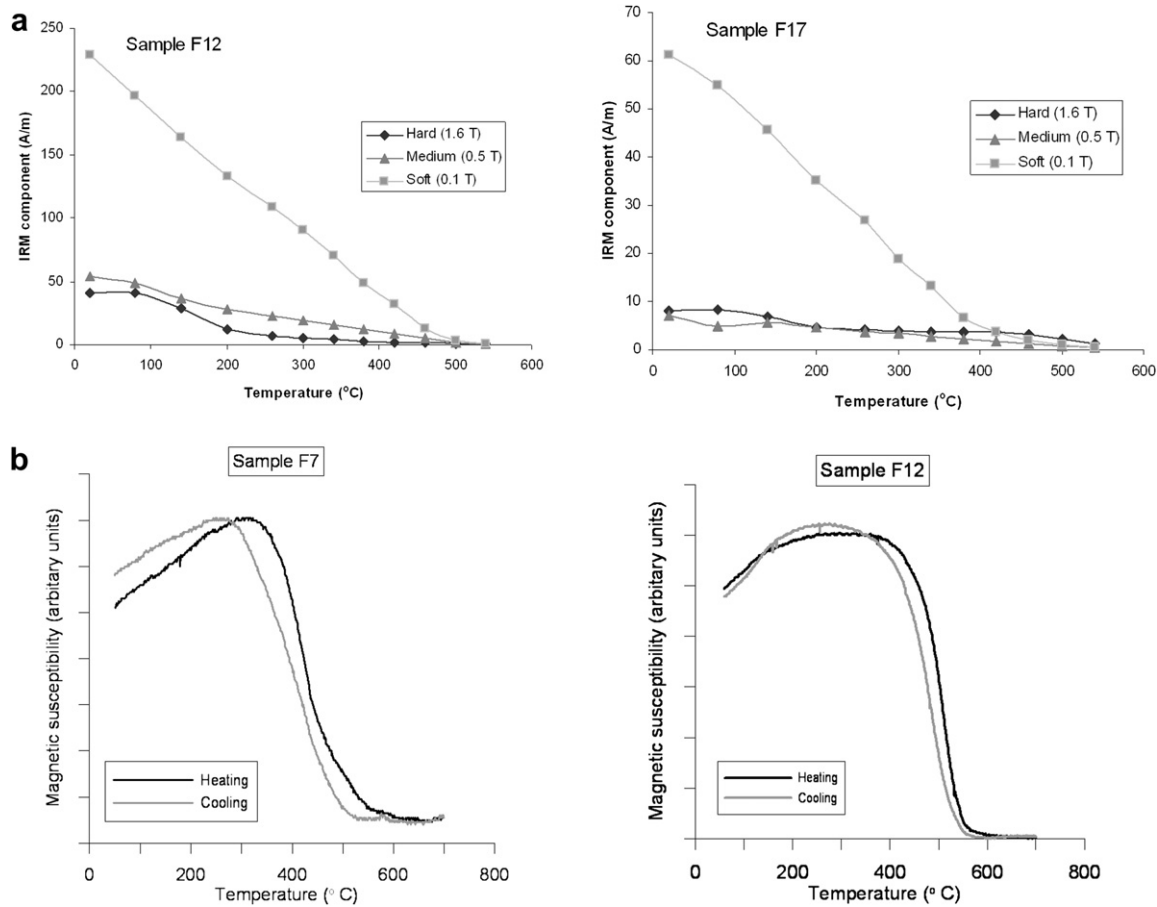 a
Sample F12
IRM component (A/m)
250
200
150
100
50
0
Hard (1.6 T)
Medium (0.5 T)
Soft (0.1 T)
0 100 200 300 400 500 600
Temperature (°C)
Sample F17
IRM component (A/m)
70
60
50
40
30
20
10
0
Hard (1.6 T)
Medium (0.5 T)
Soft (0.1 T)
0 100 200 300 400 500 600
Temperature (°C)
b
Sample F7
Magnetic susceptibility (arbitary units)
Heating
Cooling
0 200 400 600 800
Temperature (° C)
Sample F12
Magnetic susceptibility (arbitary units)
Heating
Cooling
0 200 400 600 800
Temperature (° C)